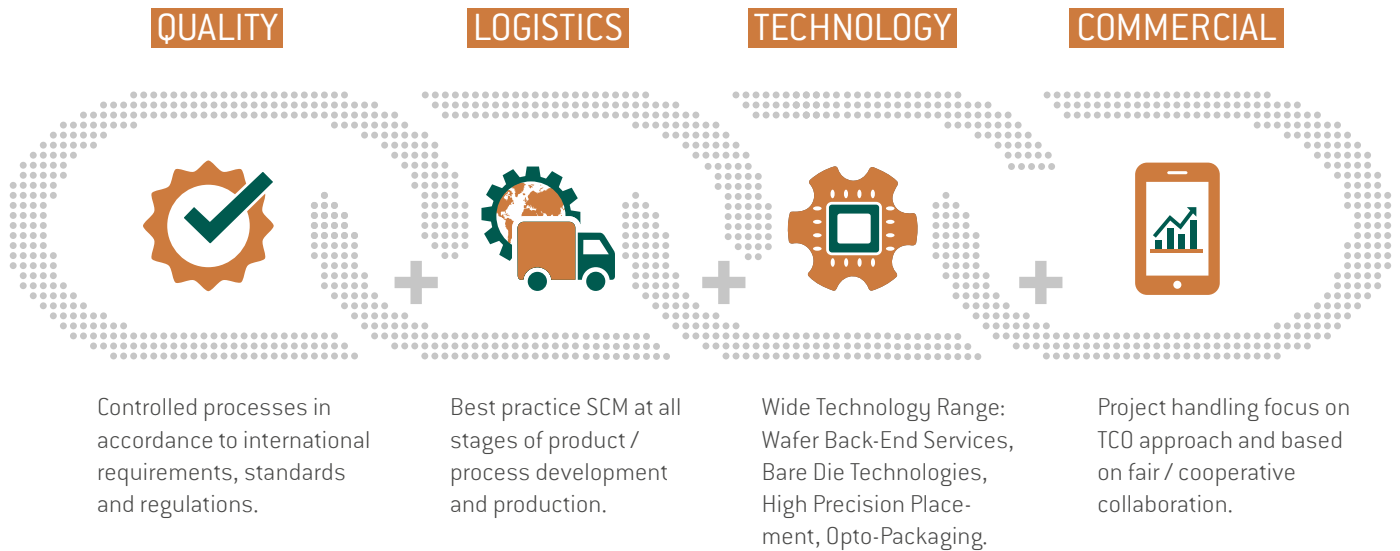 QUALITY
LOGISTICS
TECHNOLOGY
COMMERCIAL
Controlled processes in
accordance to international
requirements, standards
and regulations.
Best practice SCM at all
stages of product /
process development
and production.
Wide Technology Range:
Wafer Back-End Services,
Bare Die Technologies,
High Precision Place-
ment, Opto-Packaging.
Project handling focus on
TCO approach and based
on fair / cooperative
collaboration.